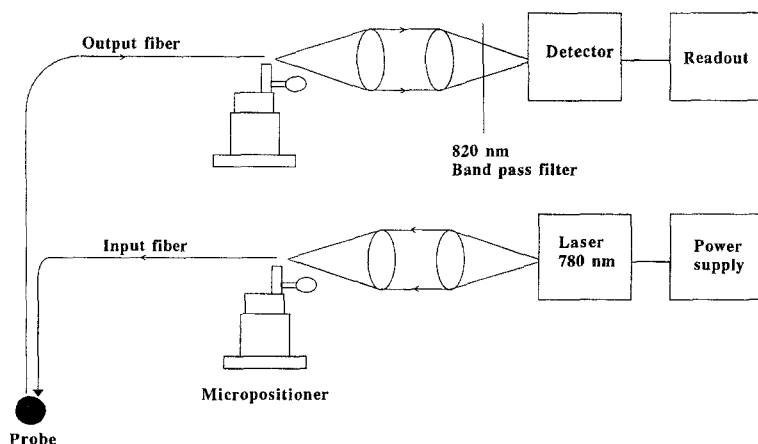 Output fiber
Detector
Readout
820 nm
Band pass filter
Input fiber
Laser
780 nm
Power
supply
Micropositioner
Probe